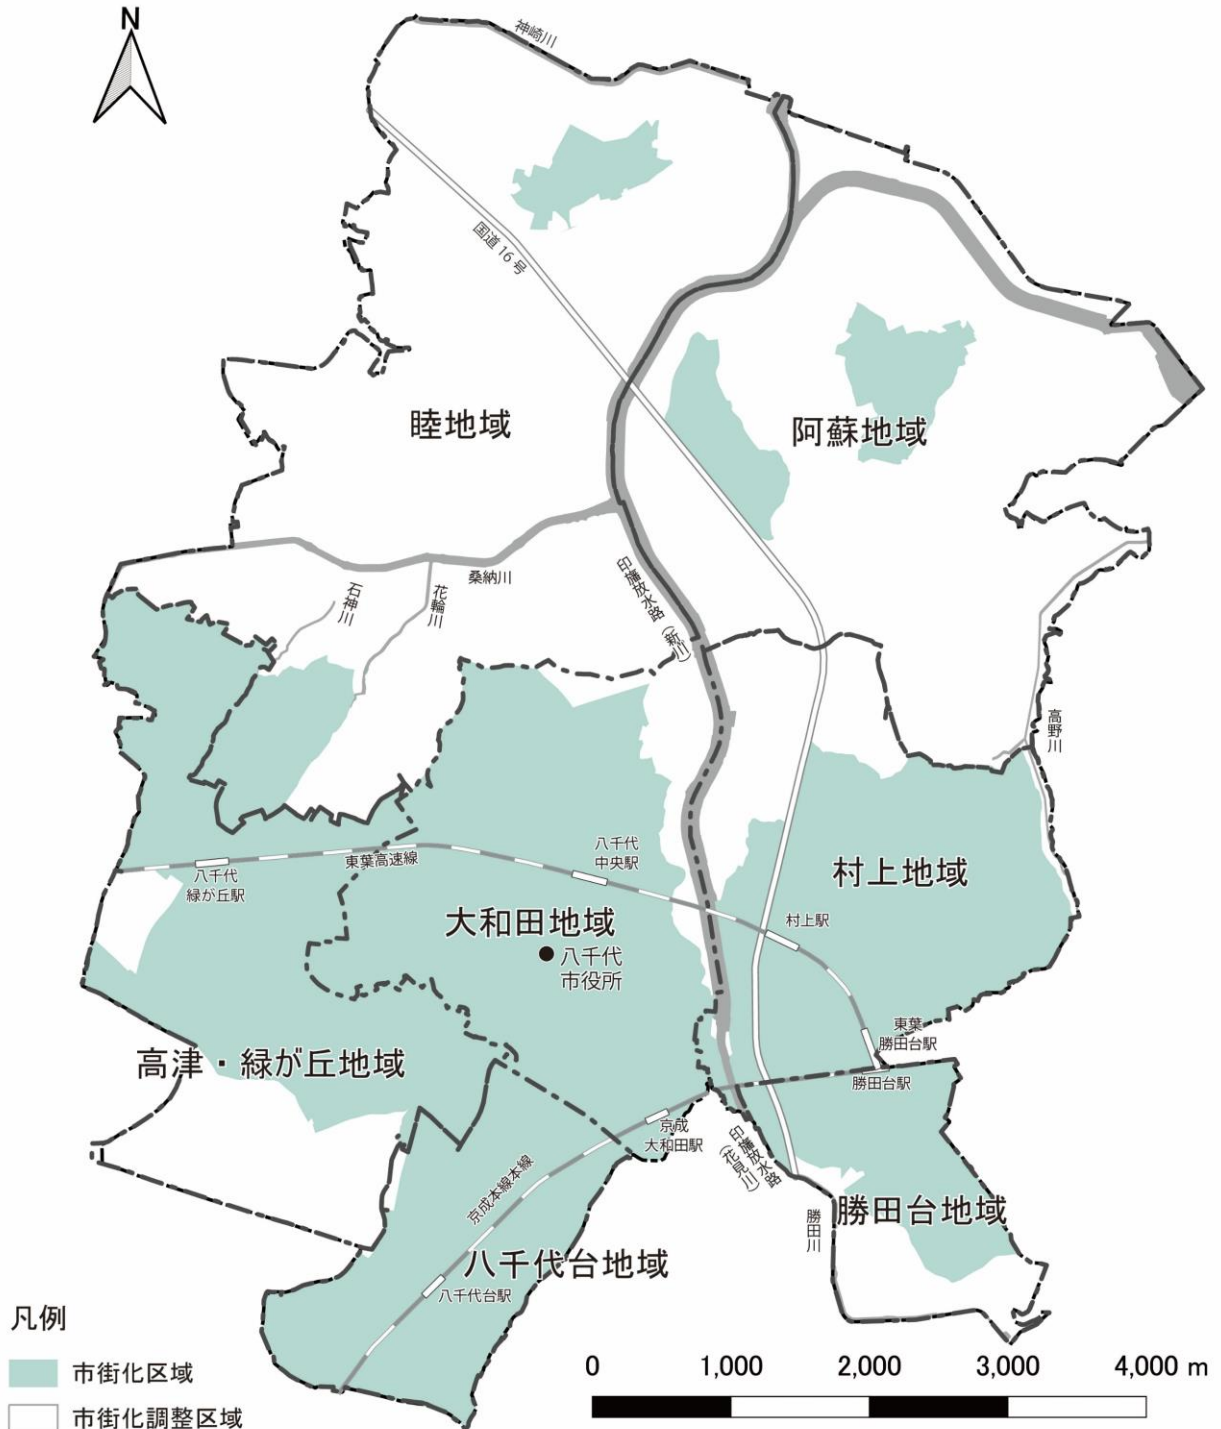 N
神崎川
国道16号
睦地域
阿蘇地域
石神川
花輪川
桑納川
印旛放水路
(新川)
高野川
八千代
緑が丘駅
東葉高速線
八千代
中央駅
村上地域
大和田地域
八千代
市役所
村上駅
東葉
勝田台駅
勝田台駅
高津・緑が丘地域
京成
大和田駅
印旛放水路
(花見川)
京成本線本線
勝田川
勝田台地域
八千代台地域
八千代台駅
凡例
市街化区域
市街化調整区域
0 1,000 2,000 3,000 4,000 m